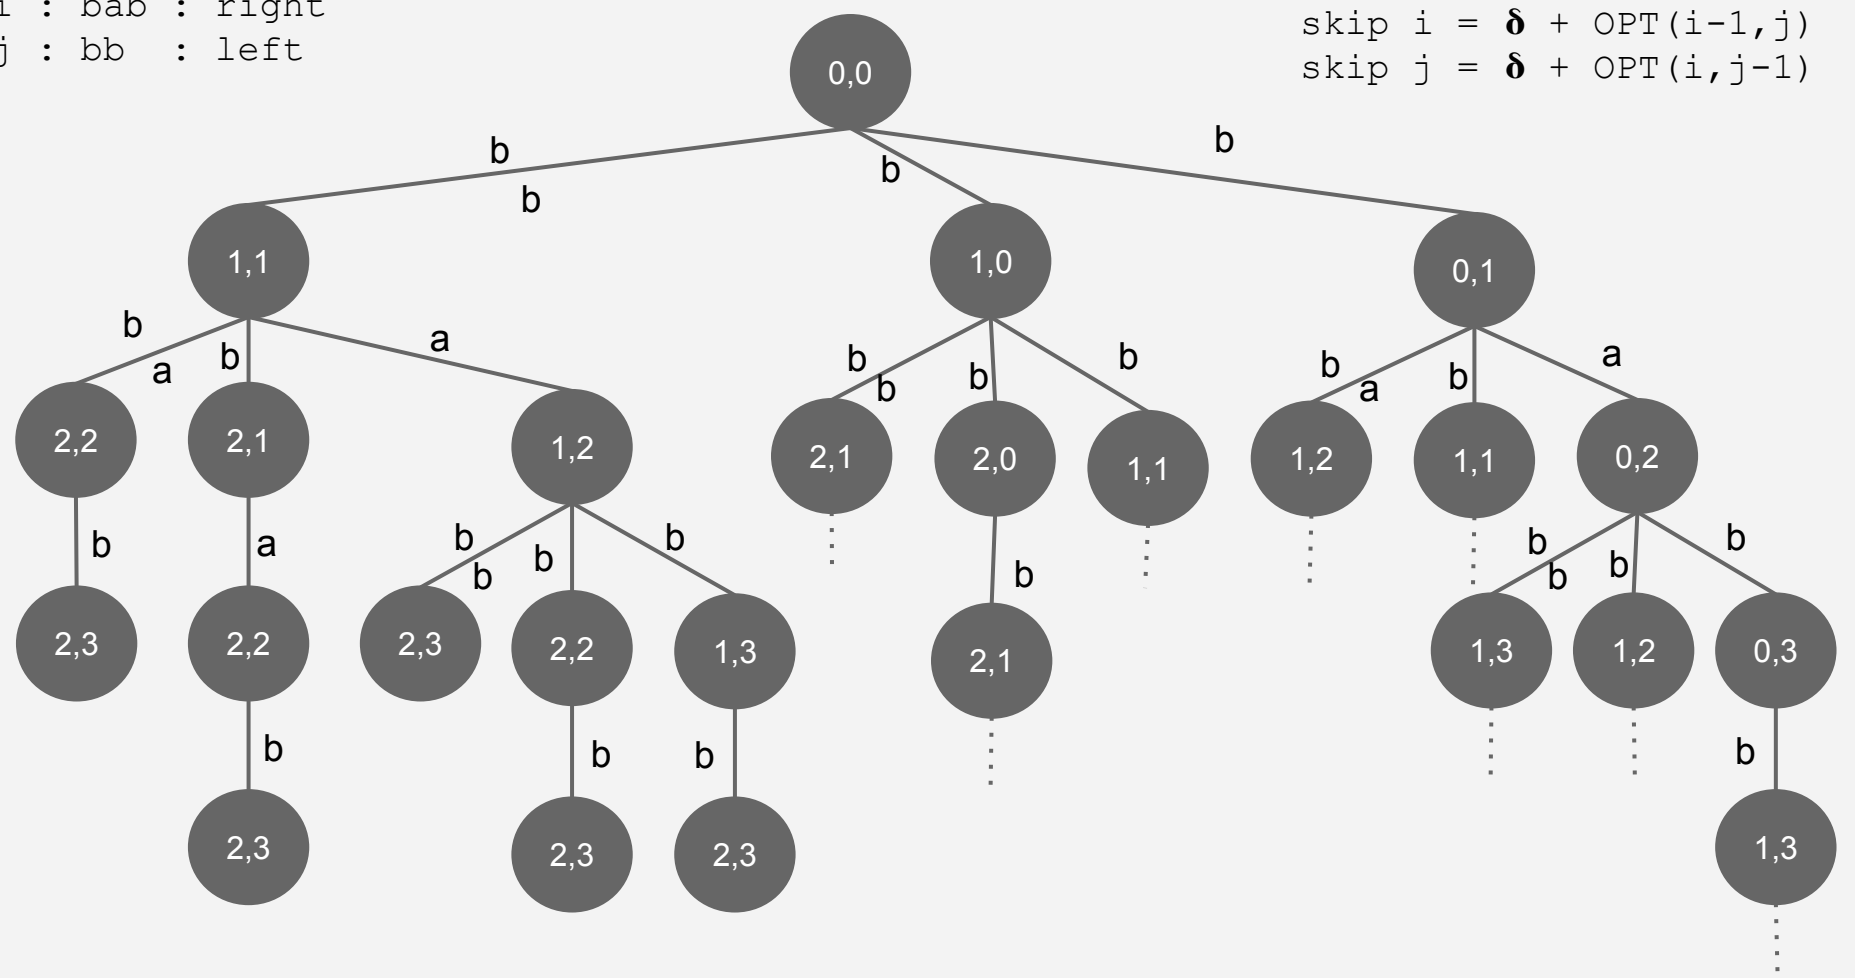 i : bab : right
j : bb : left
skip i = δ + OPT(i-1,j)
skip j = δ + OPT(i,j-1)
0,0
b
b
b
b
1,1
1,0
0,1
b
a
b
a
b
b
b
b
b
a
b
a
2,2
2,1
1,2
2,1
2,0
1,1
1,2
1,1
0,2
b
a
b
b
b
b
b
b
b
b
b
2,3
2,2
2,3
2,2
1,3
2,1
1,3
1,2
0,3
b
b
b
b
2,3
2,3
2,3
1,3